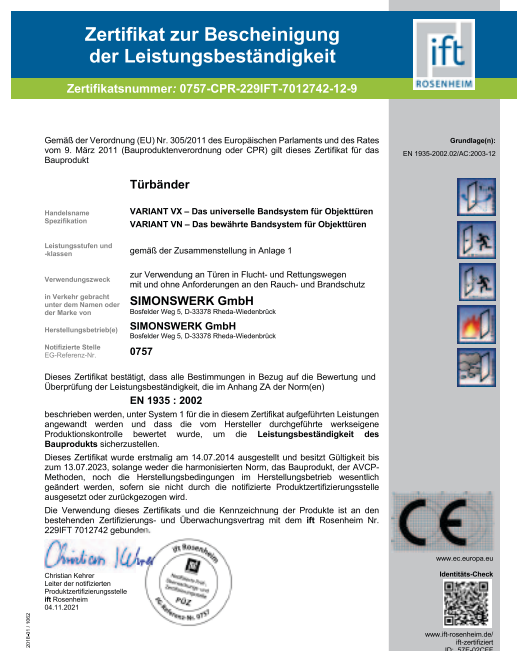 Zertifikat zur Bescheinigung
der Leistungsbeständigkeit
ift
ROSENHEIM
Zertifikatsnummer: 0757-CPR-229IFT-7012742-12-9
Gemäß der Verordnung (EU) Nr. 305/2011 des Europäischen Parlaments und des Rates
vom 9. März 2011 (Bauproduktenverordnung oder CPR) gilt dieses Zertifikat für das
Bauprodukt
Grundlage(n):
EN 1935-2002.02/AC:2003-12
Türbänder
Handelsname
Spezifikation
VARIANT VX – Das universelle Bandsystem für Objekttüren
VARIANT VN – Das bewährte Bandsystem für Objekttüren
Leistungsstufen und
-klassen
gemäß der Zusammenstellung in Anlage 1
Verwendungszweck
zur Verwendung an Türen in Flucht- und Rettungswegen
mit und ohne Anforderungen an den Rauch- und Brandschutz
in Verkehr gebracht
unter dem Namen oder
der Marke von
SIMONSWERK GmbH
Bosfelder Weg 5, D-33378 Rheda-Wiedenbrück
Herstellungsbetrieb(e)
SIMONSWERK GmbH
Bosfelder Weg 5, D-33378 Rheda-Wiedenbrück
Notifizierte Stelle
EG-Referenz-Nr.
0757
Dieses Zertifikat bestätigt, dass alle Bestimmungen in Bezug auf die Bewertung und
Überprüfung der Leistungsbeständigkeit, die im Anhang ZA der Norm(en)
EN 1935 : 2002
beschrieben werden, unter System 1 für die in diesem Zertifikat aufgeführten Leistungen
angewandt werden und dass die vom Hersteller durchgeführte werkseigene
Produktionskontrolle bewertet wurde, um die Leistungsbeständigkeit des
Bauprodukts sicherzustellen.
Dieses Zertifikat wurde erstmalig am 14.07.2014 ausgestellt und besitzt Gültigkeit bis
zum 13.07.2023, solange weder die harmonisierten Norm, das Bauprodukt, der AVCP-
Methoden, noch die Herstellungsbedingungen im Herstellungsbetrieb wesentlich
geändert werden, sofern sie nicht durch die notifizierte Produktzertifizierungsstelle
ausgesetzt oder zurückgezogen wird.
Die Verwendung dieses Zertifikats und die Kennzeichnung der Produkte ist an den
bestehenden Zertifizierungs- und Überwachungsvertrag mit dem ift Rosenheim Nr.
229IFT 7012742 gebunden.
Christian Kehrer
ift Rosenheim
PÜZ
EG-Referenz-Nr. 0757
Christian Kehrer
Leiter der notifizierten
Produktzertifizierungsstelle
ift Rosenheim
04.11.2021
CE
www.ec.europa.eu
Identitäts-Check
www.ift-rosenheim.de/
ift-zertifiziert